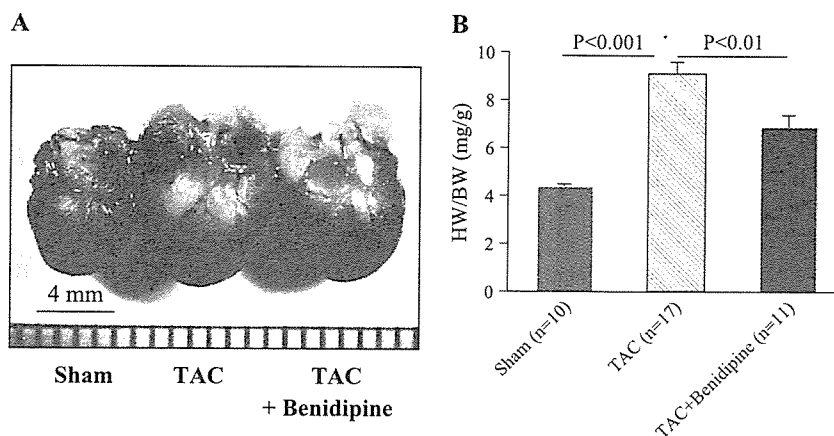 A
4 mm
Sham TAC TAC
+ Benidipine
B
P<0.001 P<0.01
10
8
6
4
2
0
HW/BW (mg/g)
Sham (n=10)
TAC (n=17)
TAC+Benidipine (n=11)